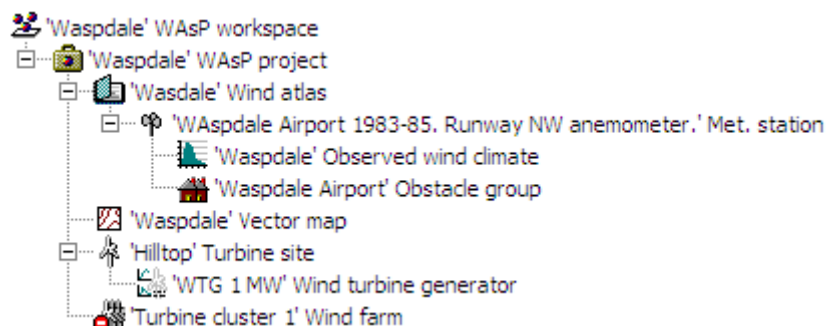 'Waspdale' WAsP workspace
'Waspdale' WAsP project
'Wasdale' Wind atlas
'WAspdale Airport 1983-85. Runway NW anemometer.' Met. station
'Waspdale' Observed wind climate
'Waspdale Airport' Obstacle group
'Waspdale' Vector map
'Hilltop' Turbine site
'WTG 1 MW' Wind turbine generator
'Turbine cluster 1' Wind farm